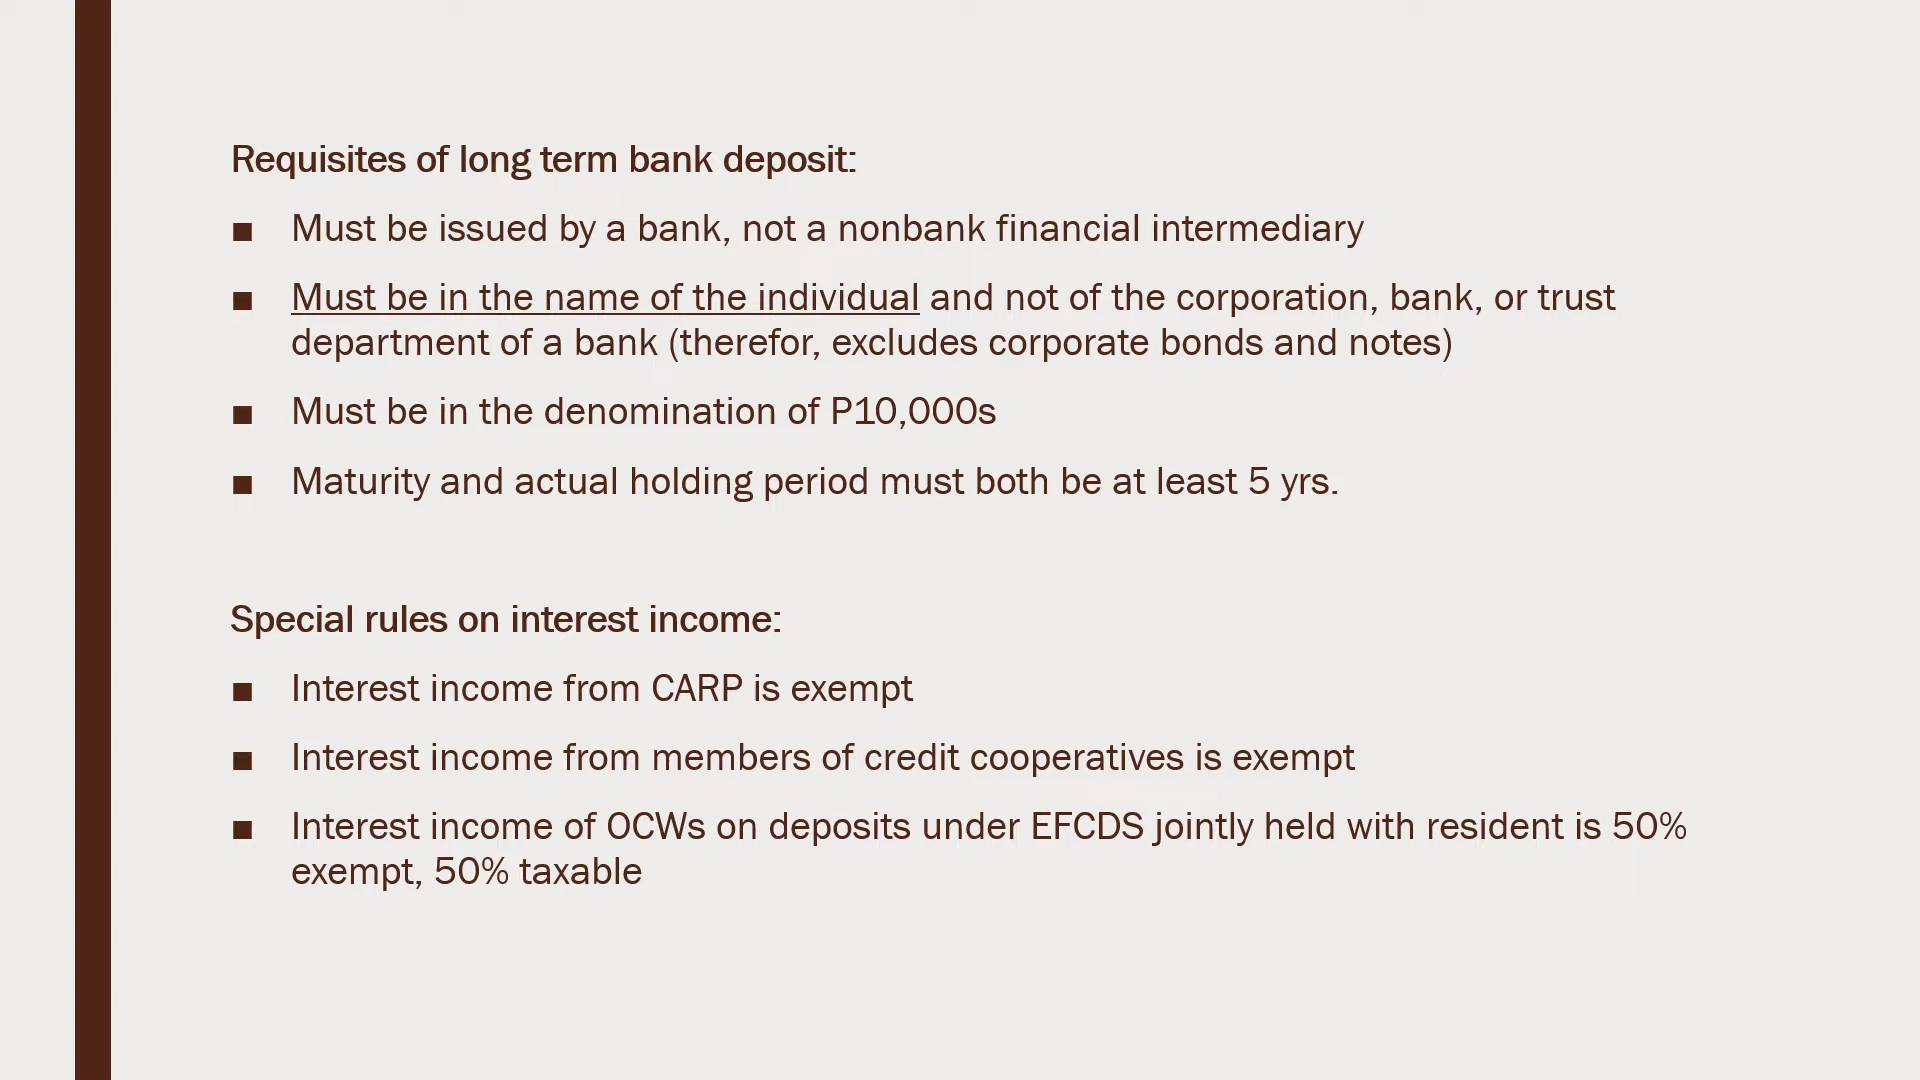 Requisites of long term bank deposit:
■ Must be issued by a bank, not a nonbank financial intermediary
■ Must be in the name of the individual and not of the corporation, bank, or trust
department of a bank (therefor, excludes corporate bonds and notes)
■ Must be in the denomination of P10,000s
■ Maturity and actual holding period must both be at least 5 yrs.
Special rules on interest income:
■ Interest income from CARP is exempt
■ Interest income from members of credit cooperatives is exempt
■ Interest income of OCWs on deposits under EFCDS jointly held with resident is 50%
exempt, 50% taxable